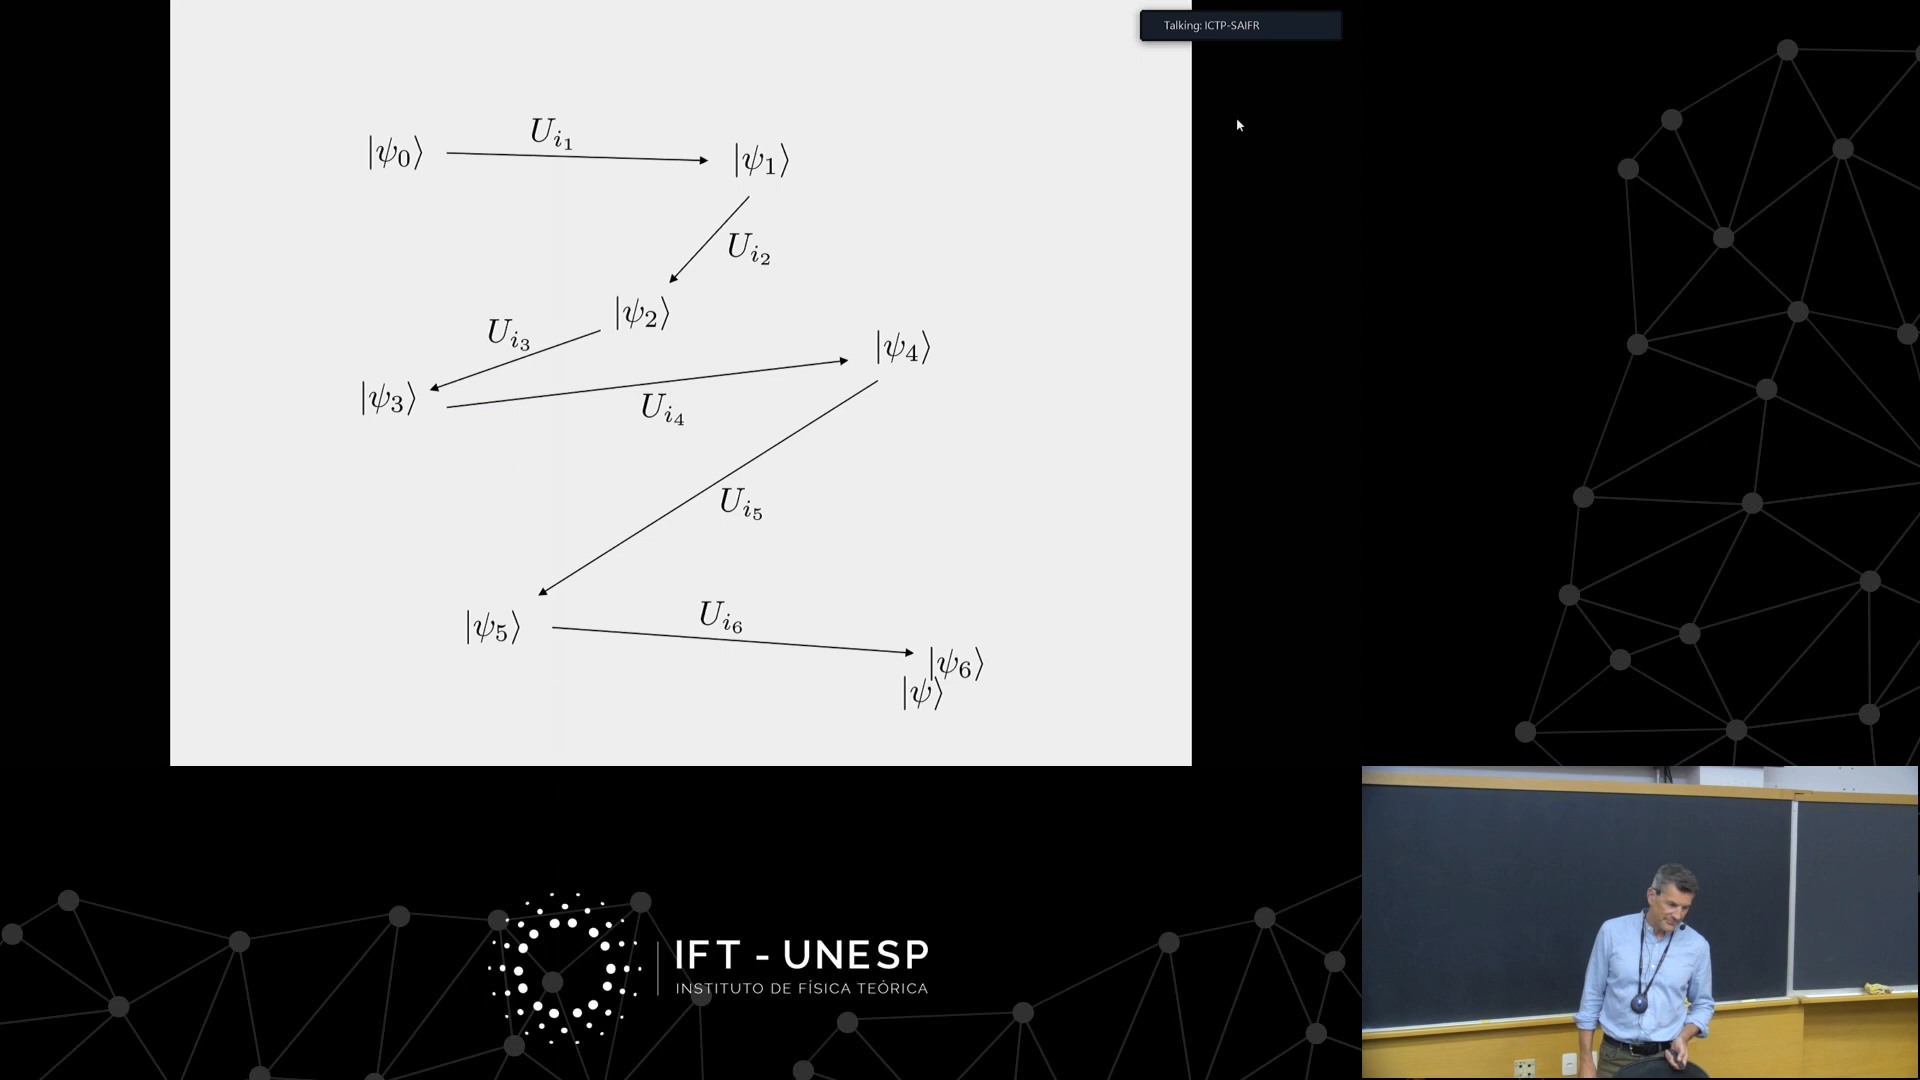 Talking: ICTP-SAIFR
|ψ₀⟩
U_{i₁}
|ψ₁⟩
U_{i₂}
|ψ₂⟩
U_{i₃}
|ψ₄⟩
|ψ₃⟩
U_{i₄}
U_{i₅}
U_{i₆}
|ψ₅⟩
|ψ₆⟩
|ψ⟩
IFT - UNESP
INSTITUTO DE FÍSICA TEÓRICA